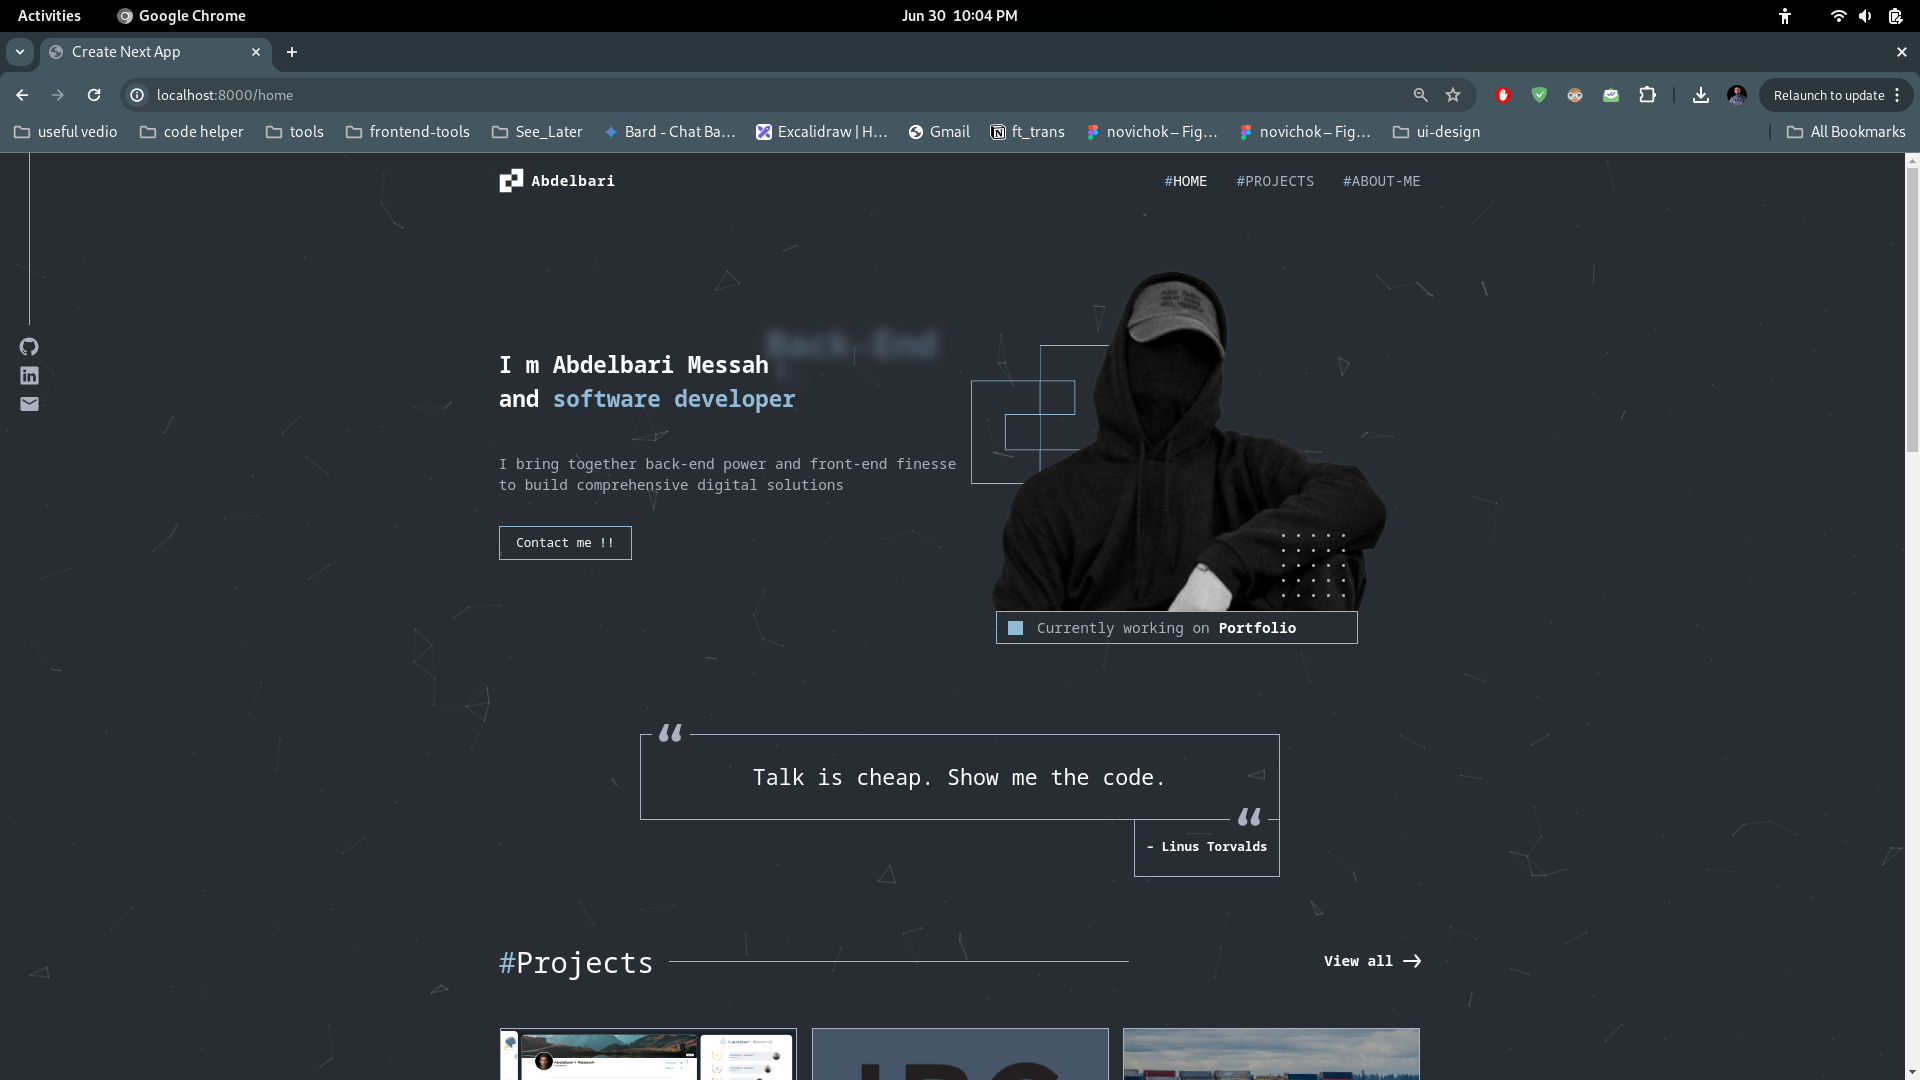 Activities
Google Chrome
Jun 30 10:04 PM
Create Next App
localhost:8000/home
Relaunch to update
useful vedio
code helper
tools
frontend-tools
See_Later
Bard - Chat Ba...
Excalidraw | H...
Gmail
ft_trans
novichok – Fig...
novichok – Fig...
ui-design
All Bookmarks
Abdelbari
#HOME
#PROJECTS
#ABOUT-ME
Back-End
I m Abdelbari Messah
and software developer
I bring together back-end power and front-end finesse
to build comprehensive digital solutions
Contact me !!
Currently working on Portfolio
Talk is cheap. Show me the code.
- Linus Torvalds
#Projects
View all
Leadar Board
Abdelbari Messah